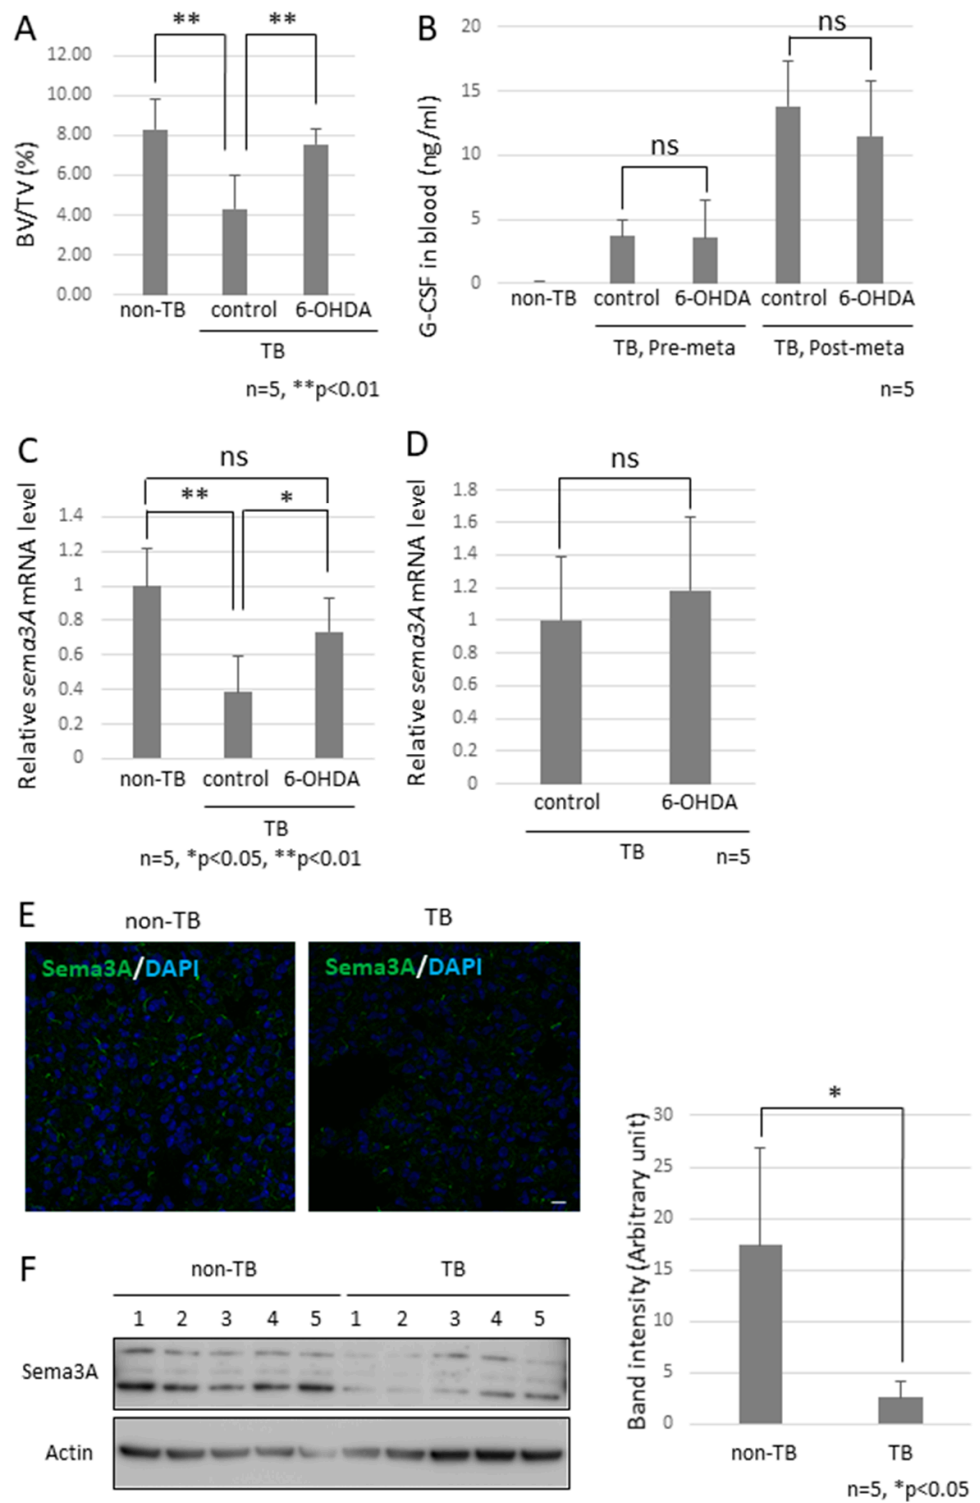 A
**
**
12.00
10.00
8.00
6.00
4.00
2.00
0.00
BV/TV (%)
non-TB
control
6-OHDA
TB
n=5, **p<0.01
B
ns
ns
20
15
10
5
0
G-CSF in blood (ng/ml)
non-TB
control
6-OHDA
control
6-OHDA
TB, Pre-meta
TB, Post-meta
n=5
C
ns
**
*
1.4
1.2
1
0.8
0.6
0.4
0.2
0
Relative sema3A mRNA level
non-TB
control
6-OHDA
TB
n=5, *p<0.05, **p<0.01
D
ns
1.8
1.6
1.4
1.2
1
0.8
0.6
0.4
0.2
0
Relative sema3A mRNA level
control
6-OHDA
TB
n=5
E
non-TB
TB
Sema3A/DAPI
Sema3A/DAPI
F
non-TB
TB
1 2 3 4 5 1 2 3 4 5
Sema3A
Actin
*
30
25
20
15
10
5
0
Band intensity (Arbitrary unit)
non-TB
TB
n=5, *p<0.05